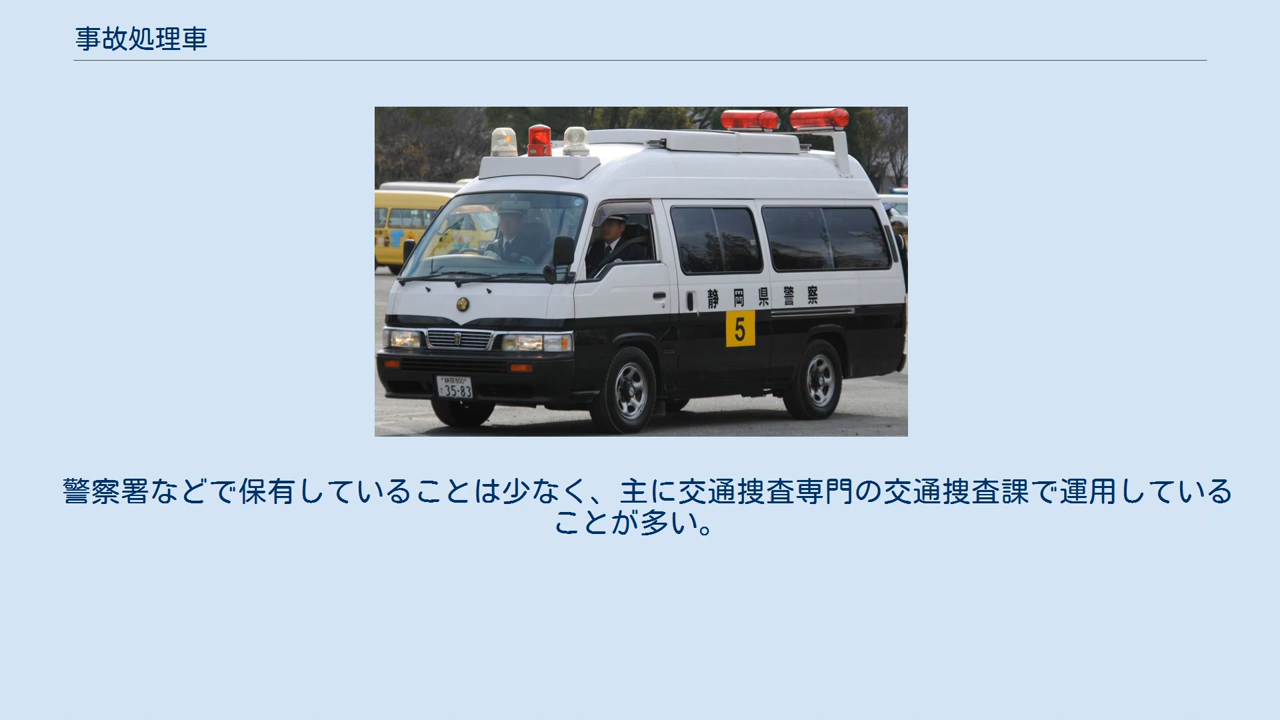 事故処理車
静岡県警察
5
35-83
警察署などで保有していることは少なく、主に交通捜査専門の交通捜査課で運用している
ことが多い。